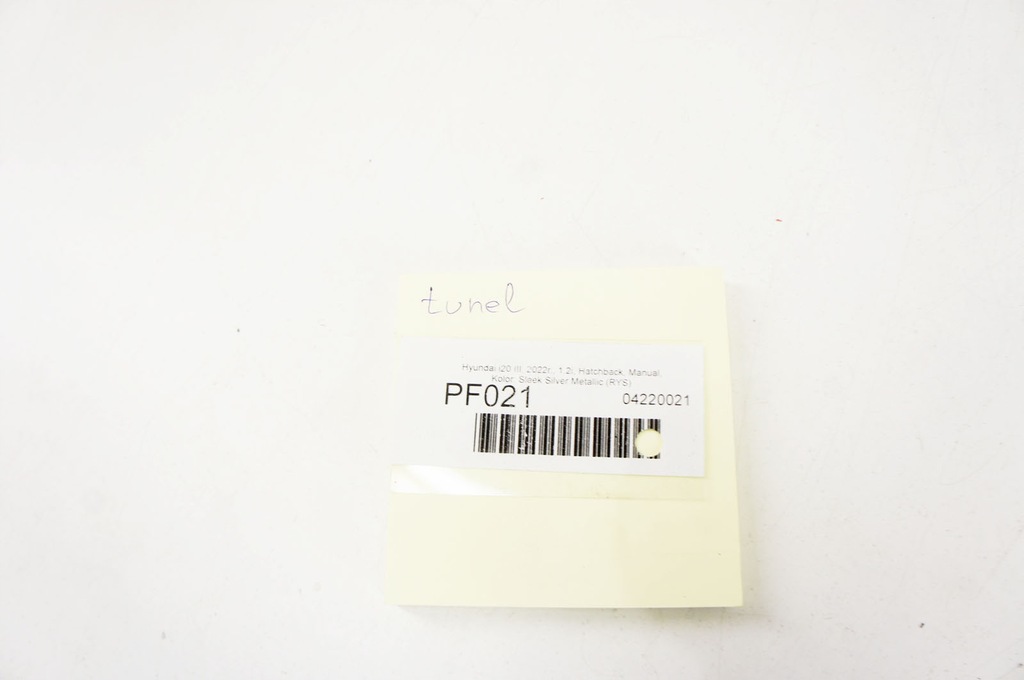 tunel
Hyundai i20 III, 2022r., 1.2i, Hatchback, Manual,
Kolor: Sleek Silver Metallic (RYS)
PF021 04220021